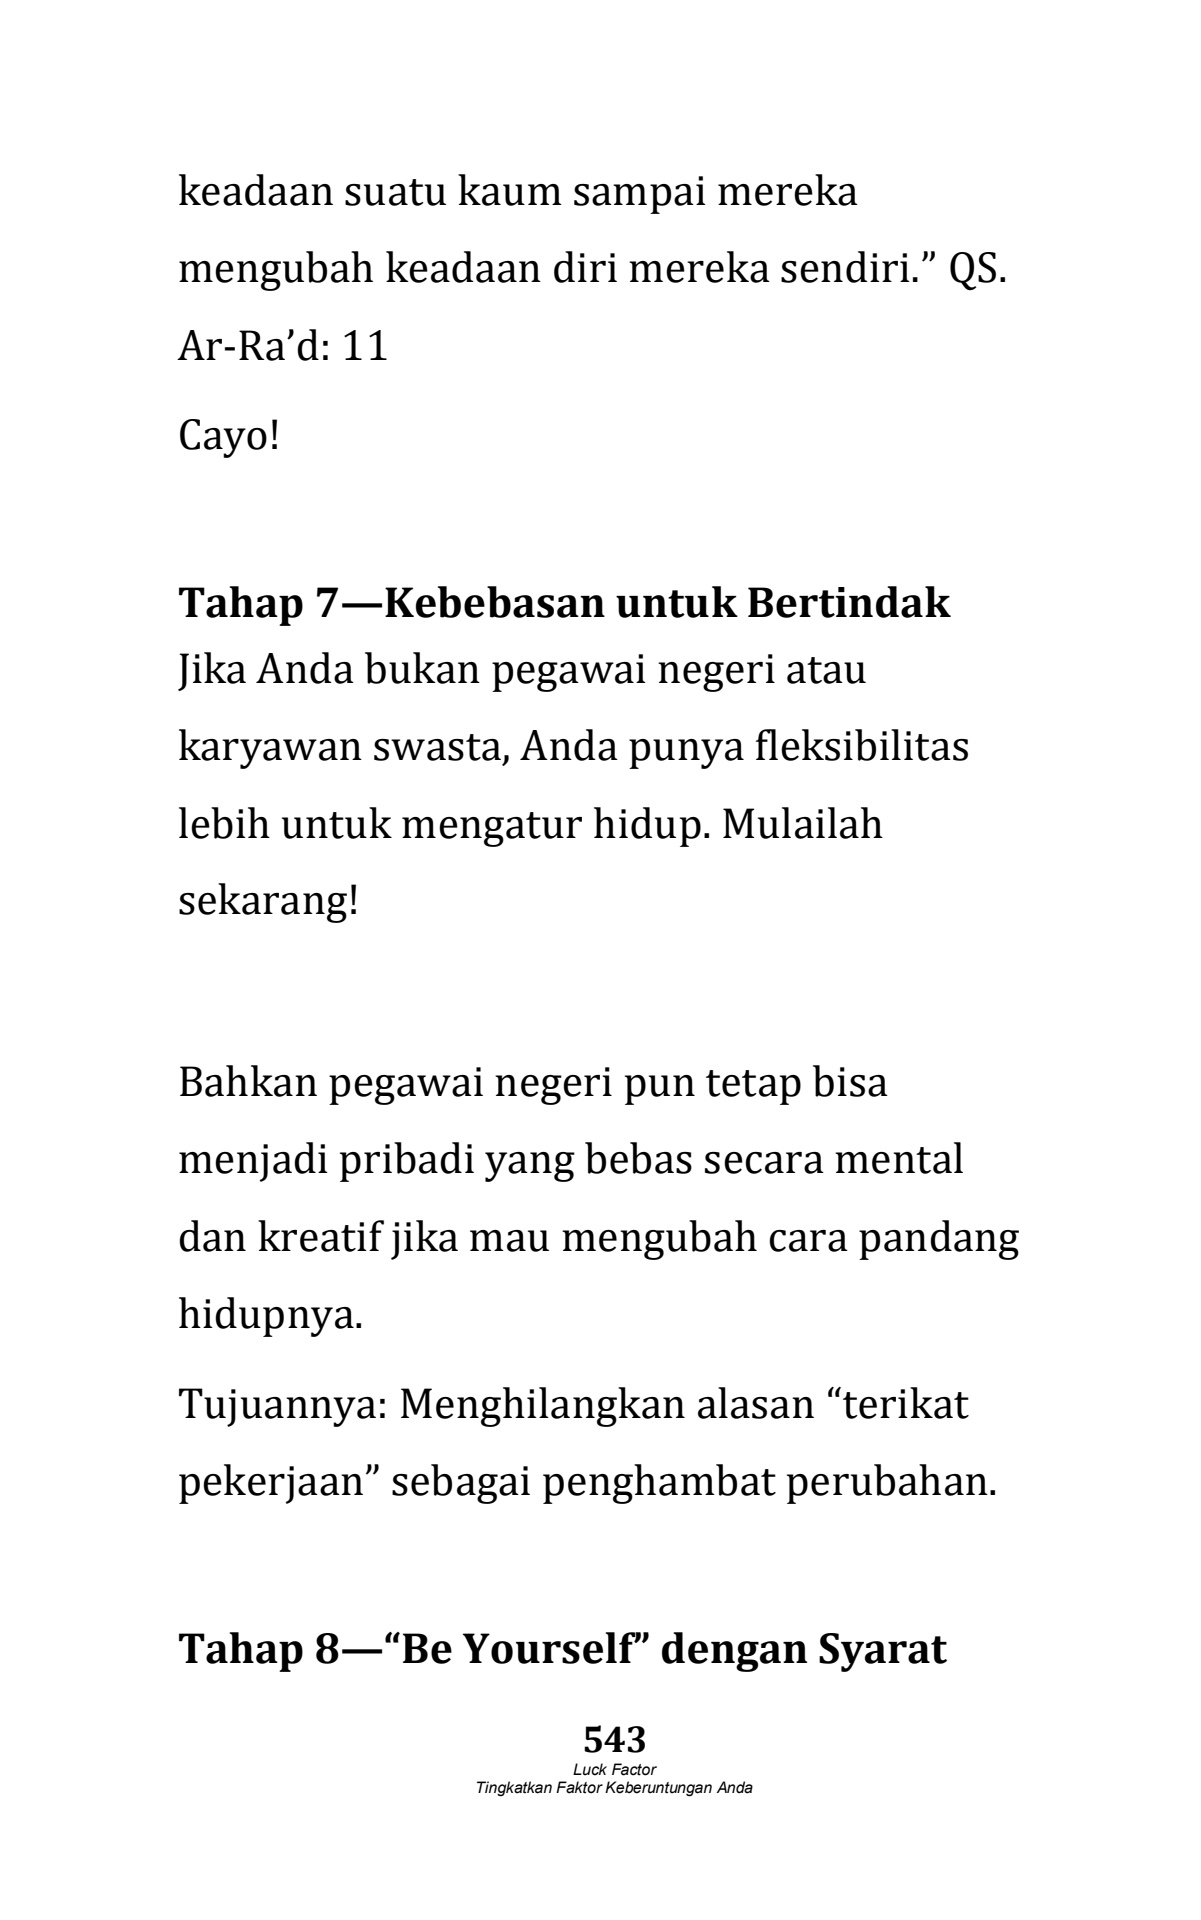 keadaan suatu kaum sampai mereka
mengubah keadaan diri mereka sendiri.” QS.
Ar-Ra’d: 11
Cayo!
Tahap 7—Kebebasan untuk Bertindak
Jika Anda bukan pegawai negeri atau
karyawan swasta, Anda punya fleksibilitas
lebih untuk mengatur hidup. Mulailah
sekarang!
Bahkan pegawai negeri pun tetap bisa
menjadi pribadi yang bebas secara mental
dan kreatif jika mau mengubah cara pandang
hidupnya.
Tujuannya: Menghilangkan alasan “terikat
pekerjaan” sebagai penghambat perubahan.
Tahap 8—“Be Yourself” dengan Syarat
543
Luck Factor
Tingkatkan Faktor Keberuntungan Anda